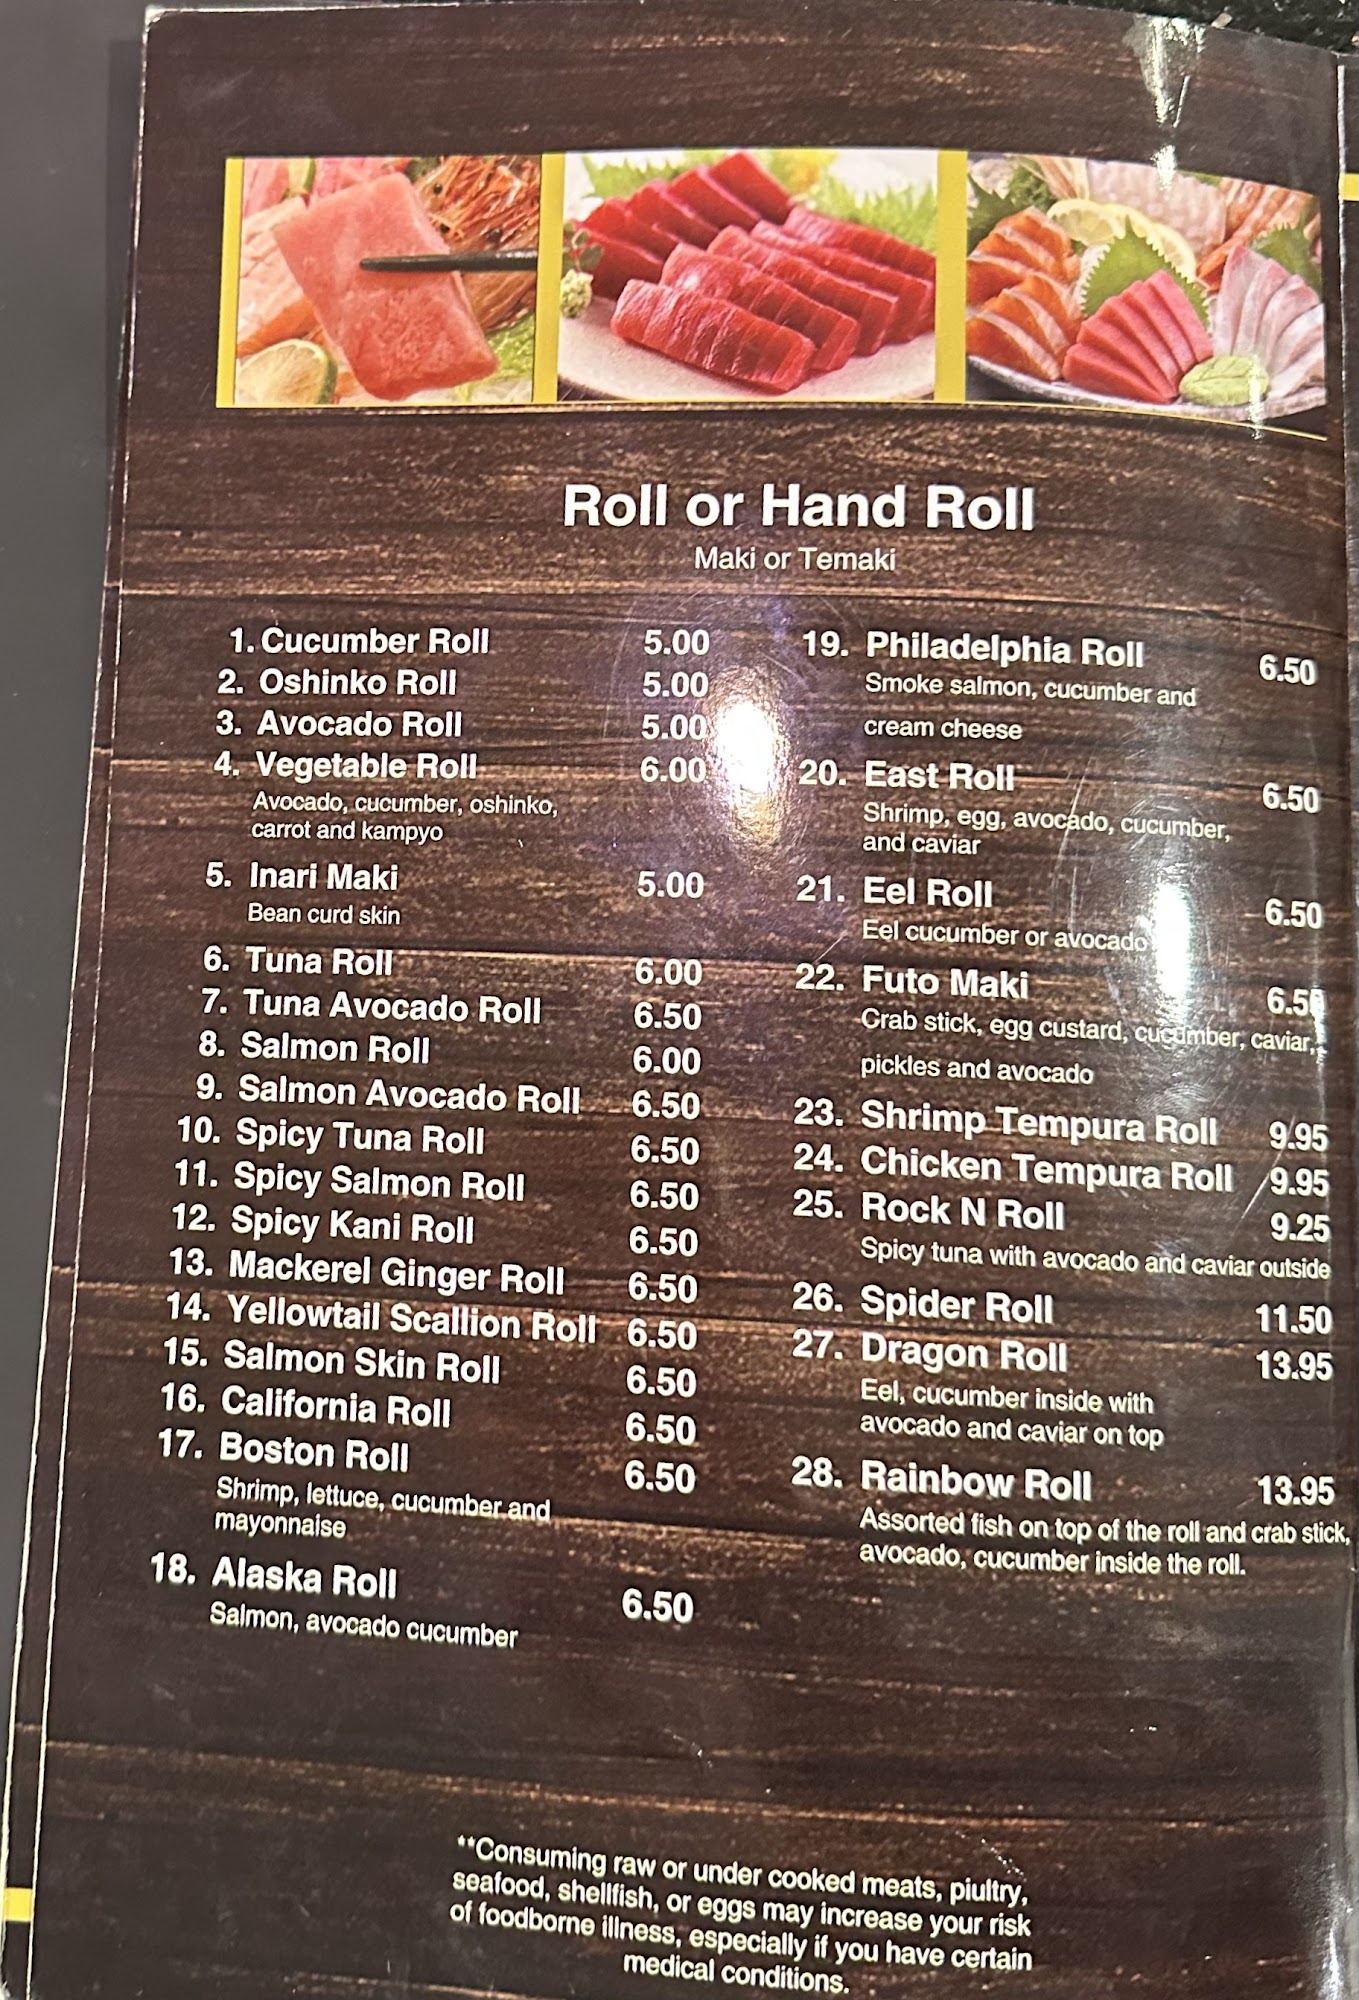 Roll or Hand Roll
Maki or Temaki
1. Cucumber Roll 5.00
2. Oshinko Roll 5.00
3. Avocado Roll 5.00
4. Vegetable Roll 6.00
Avocado, cucumber, oshinko,
carrot and kampyo
5. Inari Maki 5.00
Bean curd skin
6. Tuna Roll 6.00
7. Tuna Avocado Roll 6.50
8. Salmon Roll 6.00
9. Salmon Avocado Roll 6.50
10. Spicy Tuna Roll 6.50
11. Spicy Salmon Roll 6.50
12. Spicy Kani Roll 6.50
13. Mackerel Ginger Roll 6.50
14. Yellowtail Scallion Roll 6.50
15. Salmon Skin Roll 6.50
16. California Roll 6.50
17. Boston Roll 6.50
Shrimp, lettuce, cucumber and
mayonnaise
18. Alaska Roll 6.50
Salmon, avocado cucumber
19. Philadelphia Roll 6.50
Smoke salmon, cucumber and
cream cheese
20. East Roll 6.50
Shrimp, egg, avocado, cucumber,
and caviar
21. Eel Roll 6.50
Eel cucumber or avocado
22. Futo Maki 6.50
Crab stick, egg custard, cucumber, caviar,
pickles and avocado
23. Shrimp Tempura Roll 9.95
24. Chicken Tempura Roll 9.95
25. Rock N Roll 9.25
Spicy tuna with avocado and caviar outside
26. Spider Roll 11.50
27. Dragon Roll 13.95
Eel, cucumber inside with
avocado and caviar on top
28. Rainbow Roll 13.95
Assorted fish on top of the roll and crab stick,
avocado, cucumber inside the roll.
**Consuming raw or under cooked meats, piultry,
seafood, shellfish, or eggs may increase your risk
of foodborne illness, especially if you have certain
medical conditions.